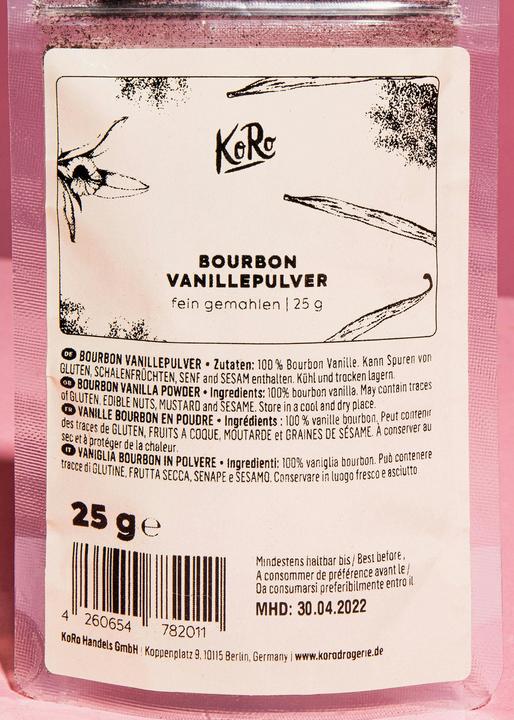 KoRo
BOURBON
VANILLEPULVER
fein gemahlen | 25 g
DE BOURBON VANILLEPULVER • Zutaten: 100 % Bourbon Vanille. Kann Spuren von
GLUTEN, SCHALENFRÜCHTEN, SENF and SESAM enthalten. Kühl und trocken lagern.
GB BOURBON VANILLA POWDER • Ingredients: 100% bourbon vanilla. May contain traces
of GLUTEN, EDIBLE NUTS, MUSTARD and SESAME. Store in a cool and dry place.
FR VANILLE BOURBON EN POUDRE • Ingrédients : 100 % vanille bourbon. Peut contenir
des traces de GLUTEN, FRUITS À COQUE, MOUTARDE et GRAINES DE SÉSAME. À conserver au
sec et à protéger de la chaleur.
IT VANIGLIA BOURBON IN POLVERE • Ingredienti: 100% vaniglia bourbon. Può contenere
tracce di GLUTINE, FRUTTA SECCA, SENAPE e SESAMO. Conservare in luogo fresco e asciutto
25 g e
Mindestens haltbar bis / Best before,
A consommer de préférence avant le /
Da consumarsi preferibilmente entro il
MHD: 30.04.2022
4 260654 782011
KoRo Handels GmbH | Koppenplatz 9, 10115 Berlin, Germany | www.korodrogerie.de